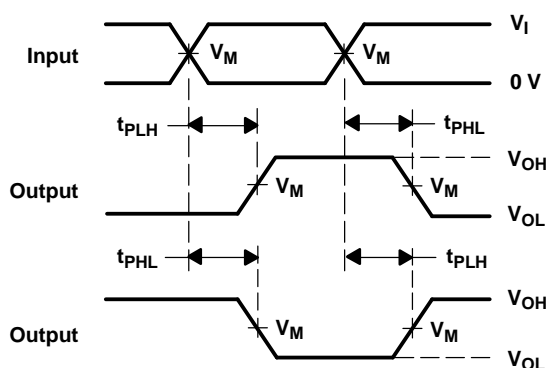 V_I
Input
V_M
V_M
0 V
t_PLH
t_PHL
V_OH
Output
V_M
V_M
V_OL
t_PHL
t_PLH
V_OH
Output
V_M
V_M
V_OL